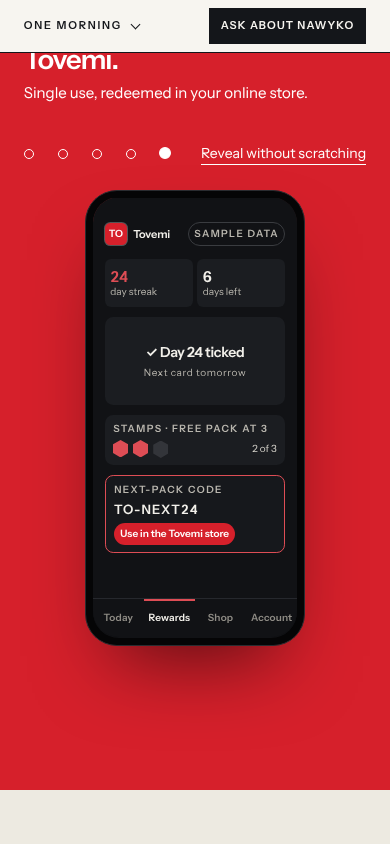 ONE MORNING
ASK ABOUT NAWYKO
Tovemi.
Single use, redeemed in your online store.
Reveal without scratching
TO Tovemi SAMPLE DATA
24
day streak
6
days left
✓ Day 24 ticked
Next card tomorrow
STAMPS · FREE PACK AT 3
2 of 3
NEXT-PACK CODE
TO-NEXT24
Use in the Tovemi store
Today Rewards Shop Account